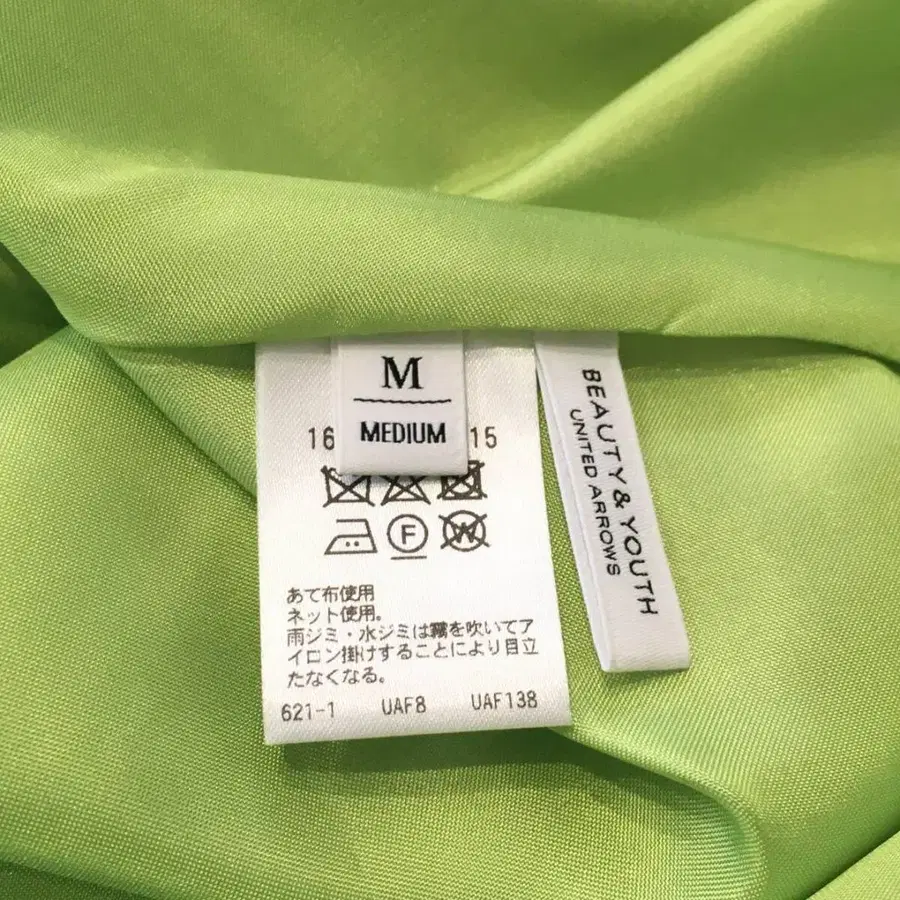 M
MEDIUM
16 15
F
W
あて布使用
ネット使用。
雨ジミ・水ジミは霧を吹いてア
イロン掛けすることにより目立
たなくなる。
621-1 UAF8 UAF138
BEAUTY & YOUTH
UNITED ARROWS